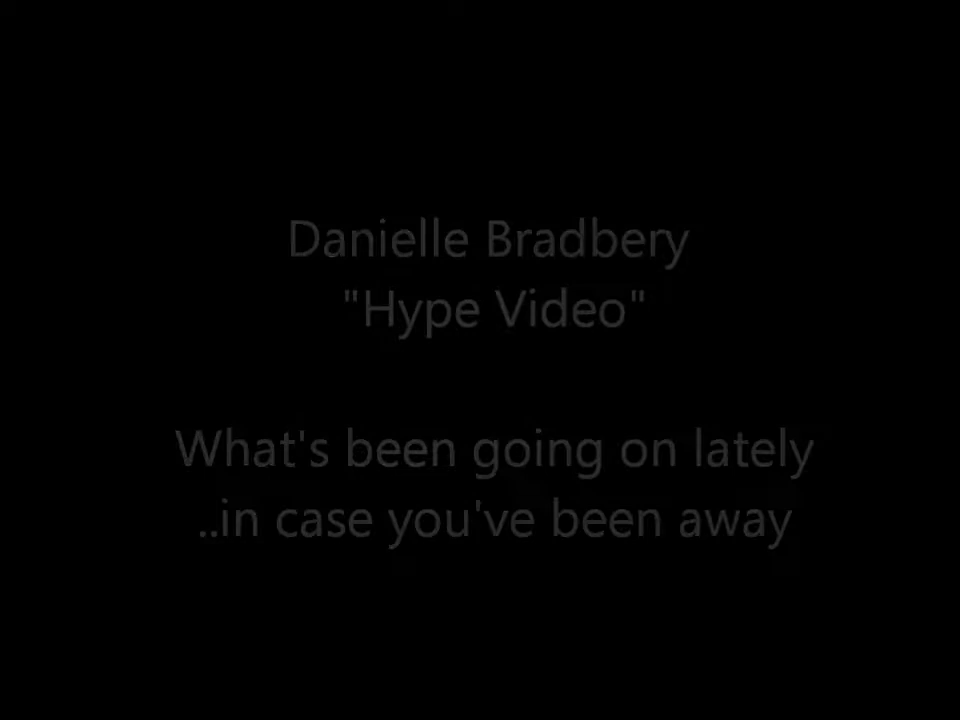 Danielle Bradbery
"Hype Video"
What's been going on lately
..in case you've been away